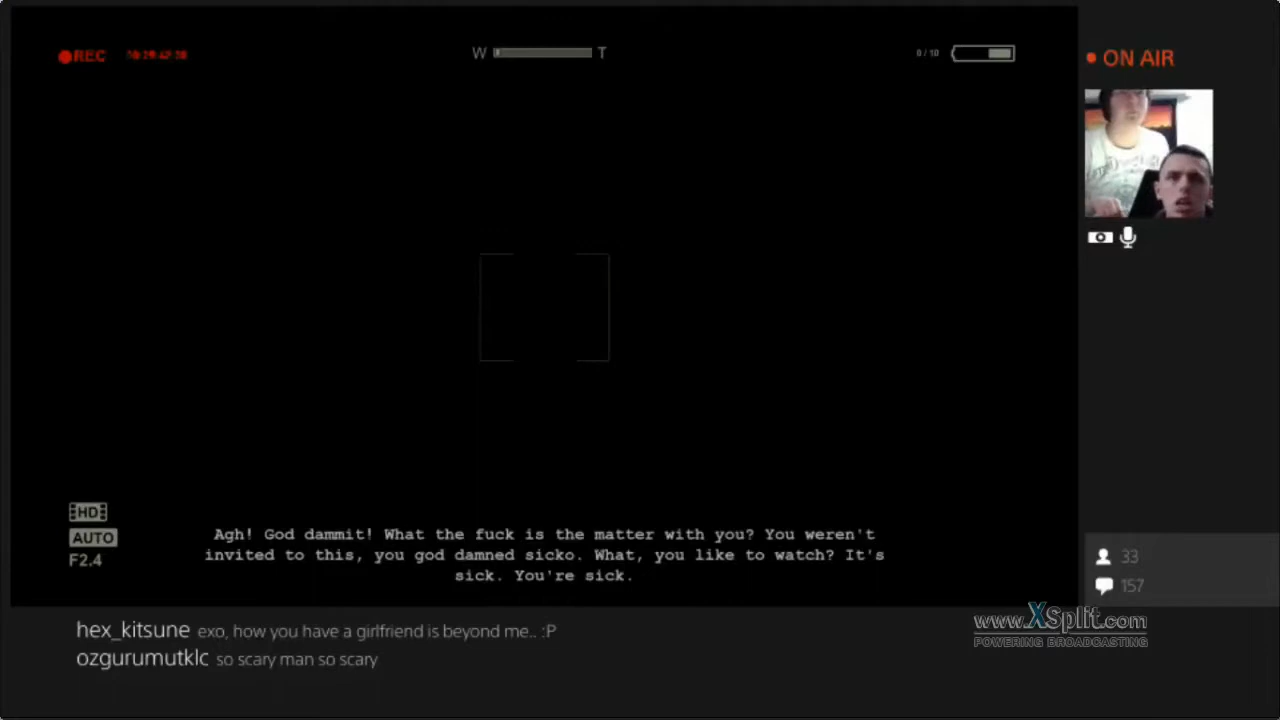 REC
W T
0/10
ON AIR
HD
AUTO
F2.4
Agh! God dammit! What the fuck is the matter with you? You weren't
invited to this, you god damned sicko. What, you like to watch? It's
sick. You're sick.
33
157
hex_kitsune exo, how you have a girlfriend is beyond me.. :P
ozgurumutklc so scary man so scary
www.XSplit.com
POWERING BROADCASTING